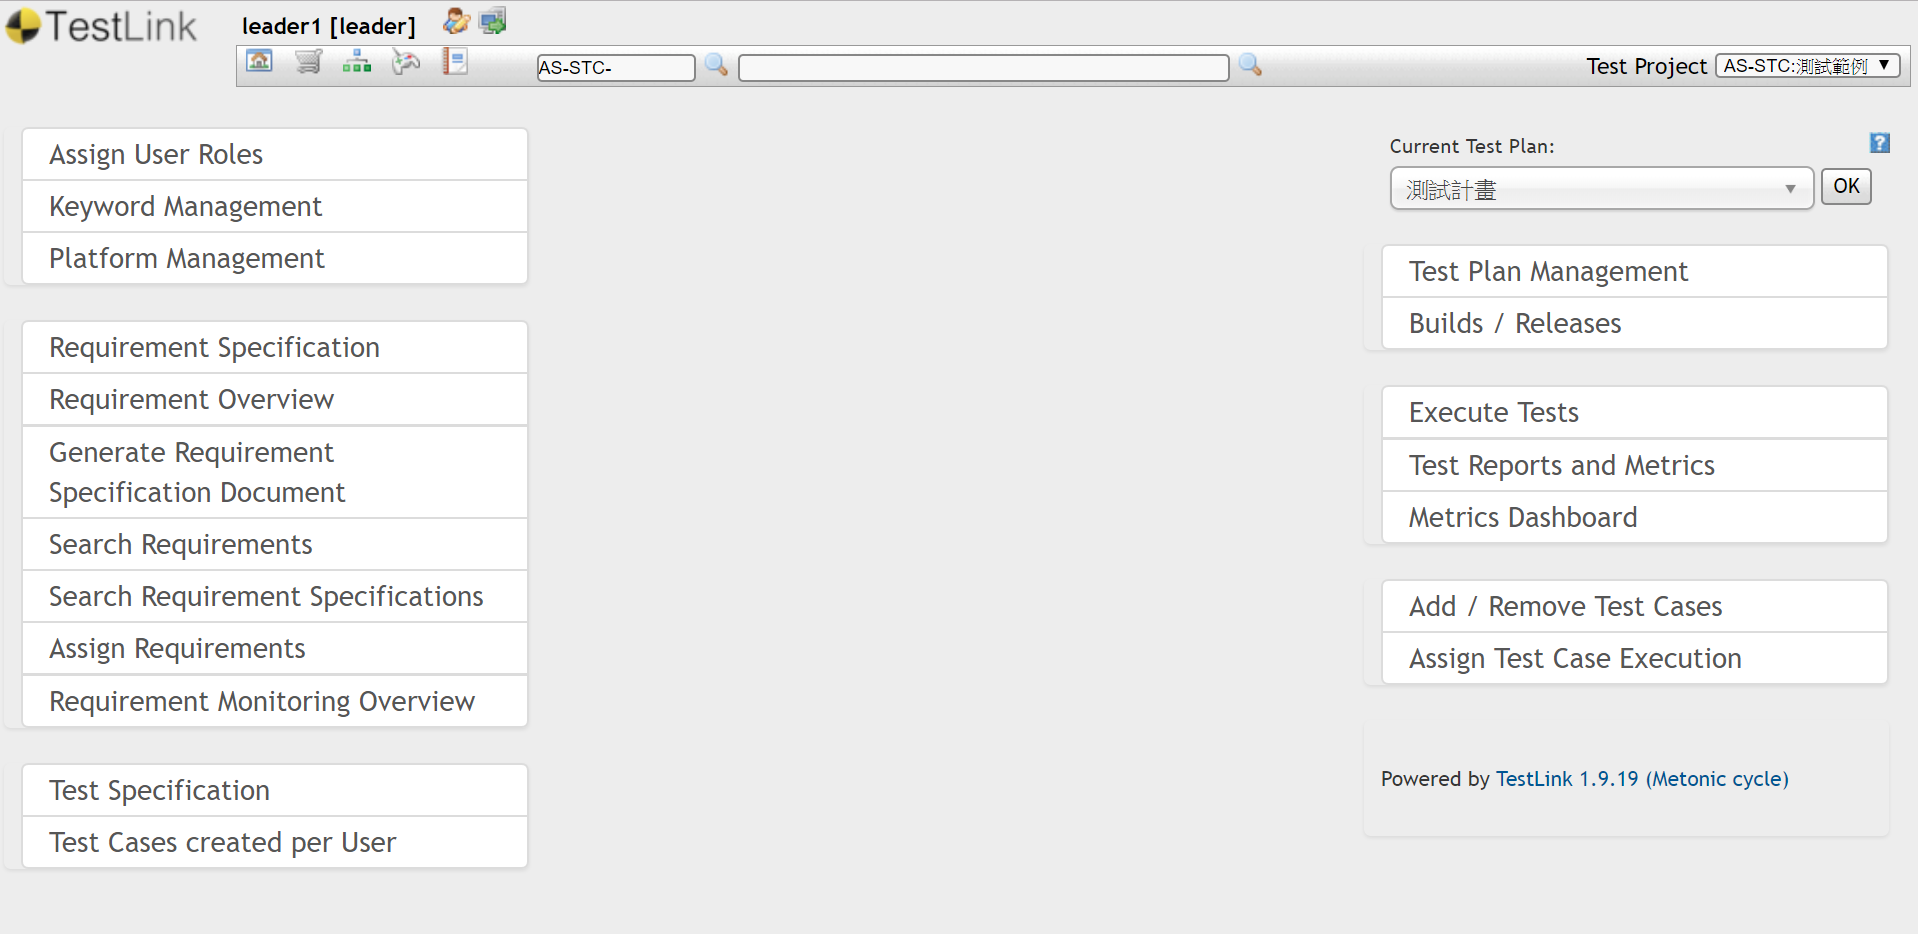 TestLink
leader1 [leader]
AS-STC-
Test Project AS-STC:測試範例
Assign User Roles
Keyword Management
Platform Management
Requirement Specification
Requirement Overview
Generate Requirement
Specification Document
Search Requirements
Search Requirement Specifications
Assign Requirements
Requirement Monitoring Overview
Test Specification
Test Cases created per User
Current Test Plan:
測試計畫
OK
Test Plan Management
Builds / Releases
Execute Tests
Test Reports and Metrics
Metrics Dashboard
Add / Remove Test Cases
Assign Test Case Execution
Powered by TestLink 1.9.19 (Metonic cycle)